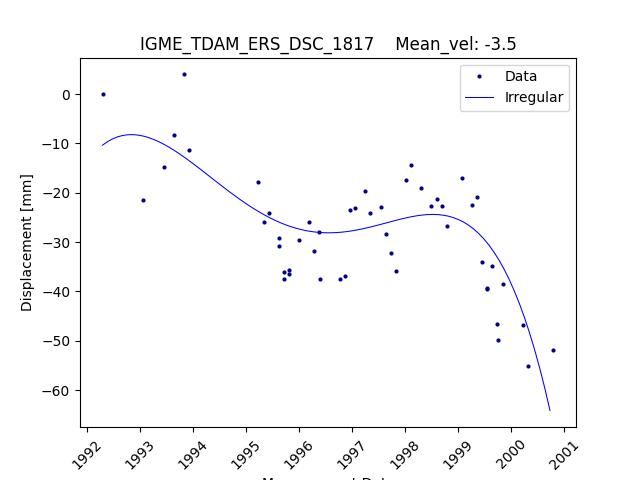 IGME_TDAM_ERS_DSC_1817    Mean_vel: -3.5
Data
Irregular
Displacement [mm]
0
−10
−20
−30
−40
−50
−60
1992 1993 1994 1995 1996 1997 1998 1999 2000 2001